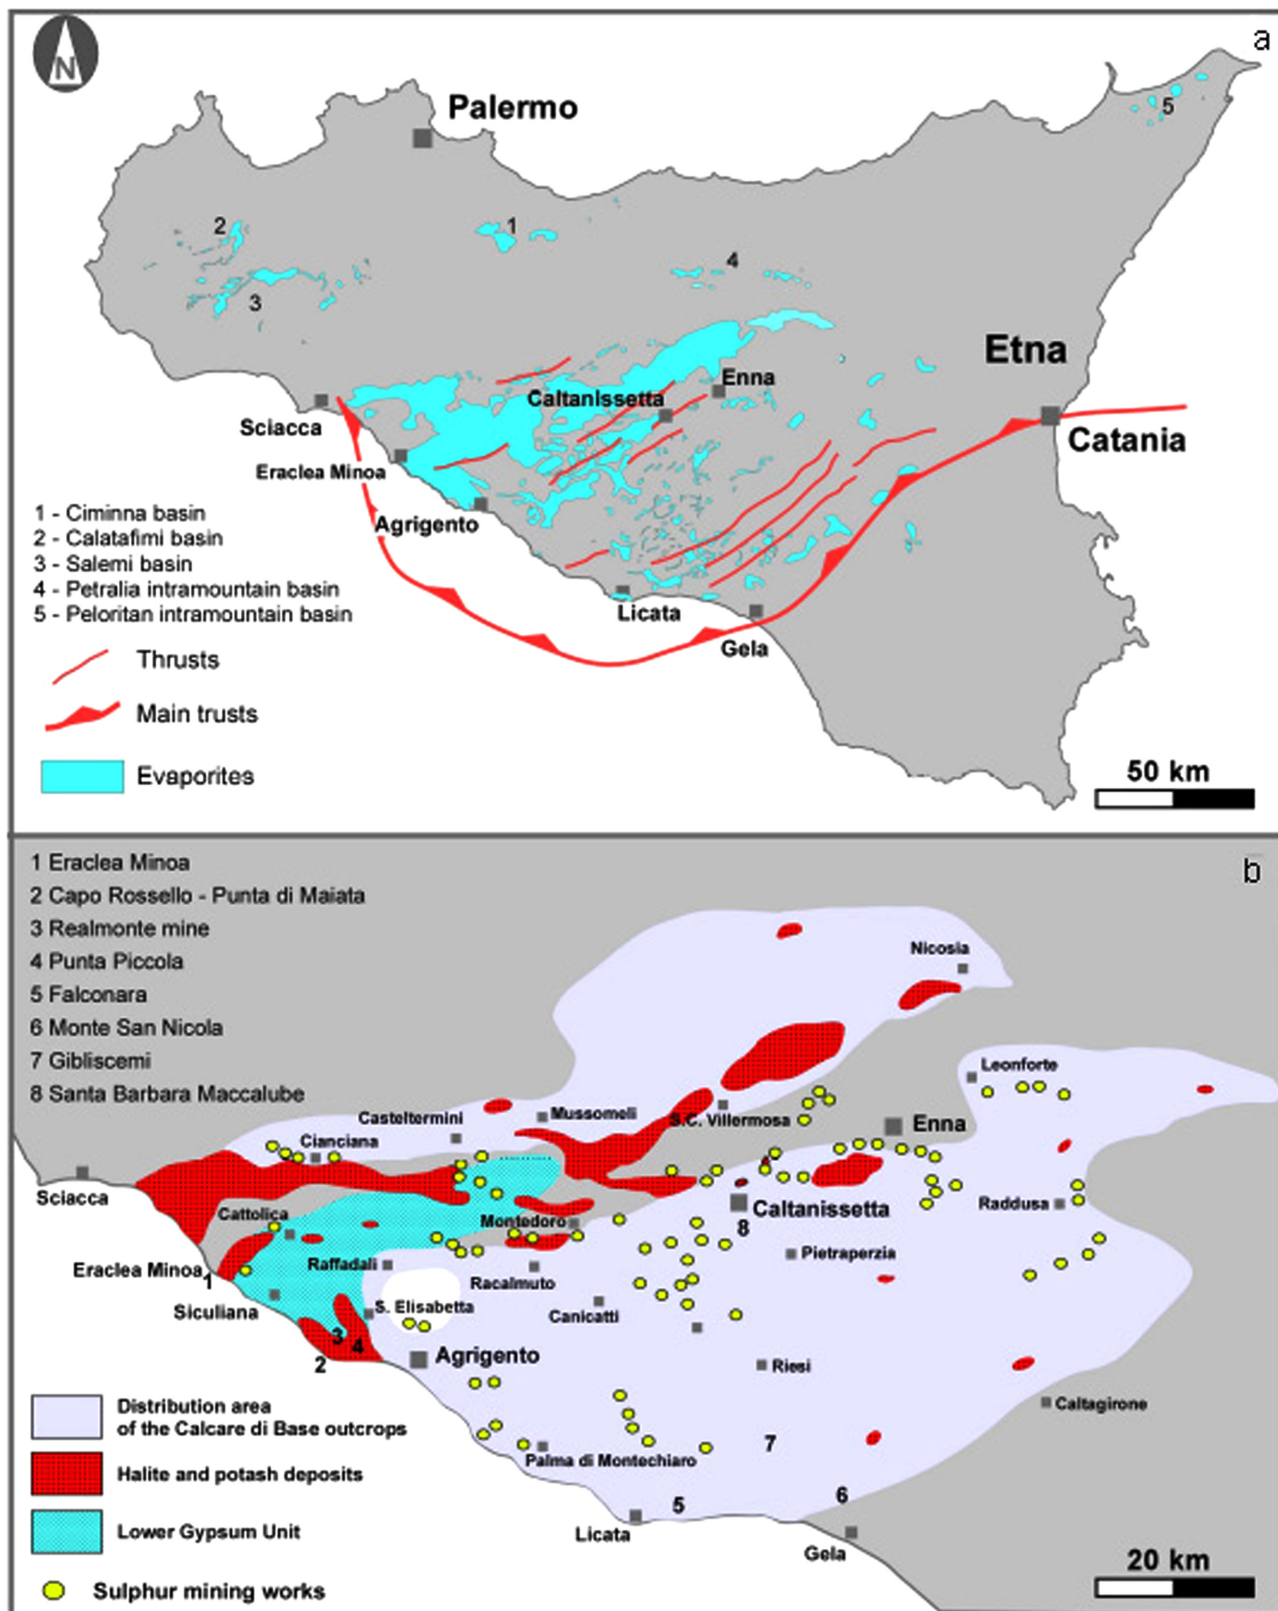 a
N
Palermo
5
2
1
4
3
Etna
Enna
Caltanissetta
Sciacca
Catania
Eraclea Minoa
Agrigento
1 - Ciminna basin
2 - Calatafimi basin
3 - Salemi basin
4 - Petralia intramountain basin
5 - Peloritan intramountain basin
Licata
Gela
Thrusts
Main trusts
Evaporites
50 km
b
1 Eraclea Minoa
2 Capo Rossello - Punta di Maiata
3 Realmonte mine
4 Punta Piccola
5 Falconara
6 Monte San Nicola
7 Gibliscemi
8 Santa Barbara Maccalube
Nicosia
Leonforte
Casteltermini
Mussomeli
S.C. Villermosa
Enna
Cianciana
Sciacca
Cattolica
Montedoro
Caltanissetta
8
Raddusa
Eraclea Minoa
1
Raffadali
Racalmuto
Pietraperzia
Siculiana
S. Elisabetta
Canicatti
3
4
2
Agrigento
Riesi
Caltagirone
Distribution area
of the Calcare di Base outcrops
Halite and potash deposits
Lower Gypsum Unit
Sulphur mining works
7
Palma di Montechiaro
6
5
Licata
Gela
20 km